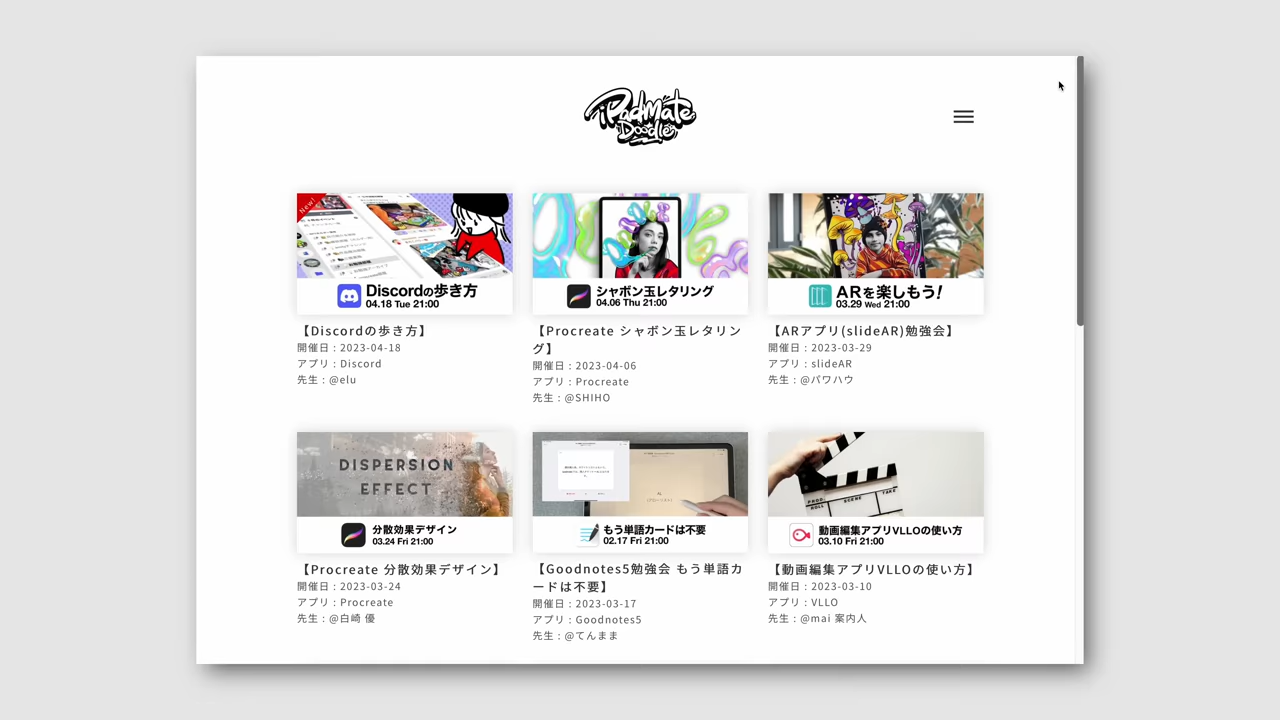 iPadMate
Doodle
New!
Discordの歩き方
04.18 Tue 21:00
【Discordの歩き方】
開催日 : 2023-04-18
アプリ : Discord
先生 : @elu
シャボン玉レタリング
04.06 Thu 21:00
【Procreate シャボン玉レタリン
グ】
開催日 : 2023-04-06
アプリ : Procreate
先生 : @SHIHO
ARを楽しもう!
03.29 Wed 21:00
【ARアプリ(slideAR)勉強会】
開催日 : 2023-03-29
アプリ : slideAR
先生 : @パワハウ
DISPERSION
EFFECT
分散効果デザイン
03.24 Fri 21:00
【Procreate 分散効果デザイン】
開催日 : 2023-03-24
アプリ : Procreate
先生 : @白崎 優
もう単語カードは不要
02.17 Fri 21:00
【Goodnotes5勉強会 もう単語カ
ードは不要】
開催日 : 2023-03-17
アプリ : Goodnotes5
先生 : @てんまま
PROD.
ROLL
SCENE
TAKE
動画編集アプリVLLOの使い方
03.10 Fri 21:00
【動画編集アプリVLLOの使い方】
開催日 : 2023-03-10
アプリ : VLLO
先生 : @mai 案内人